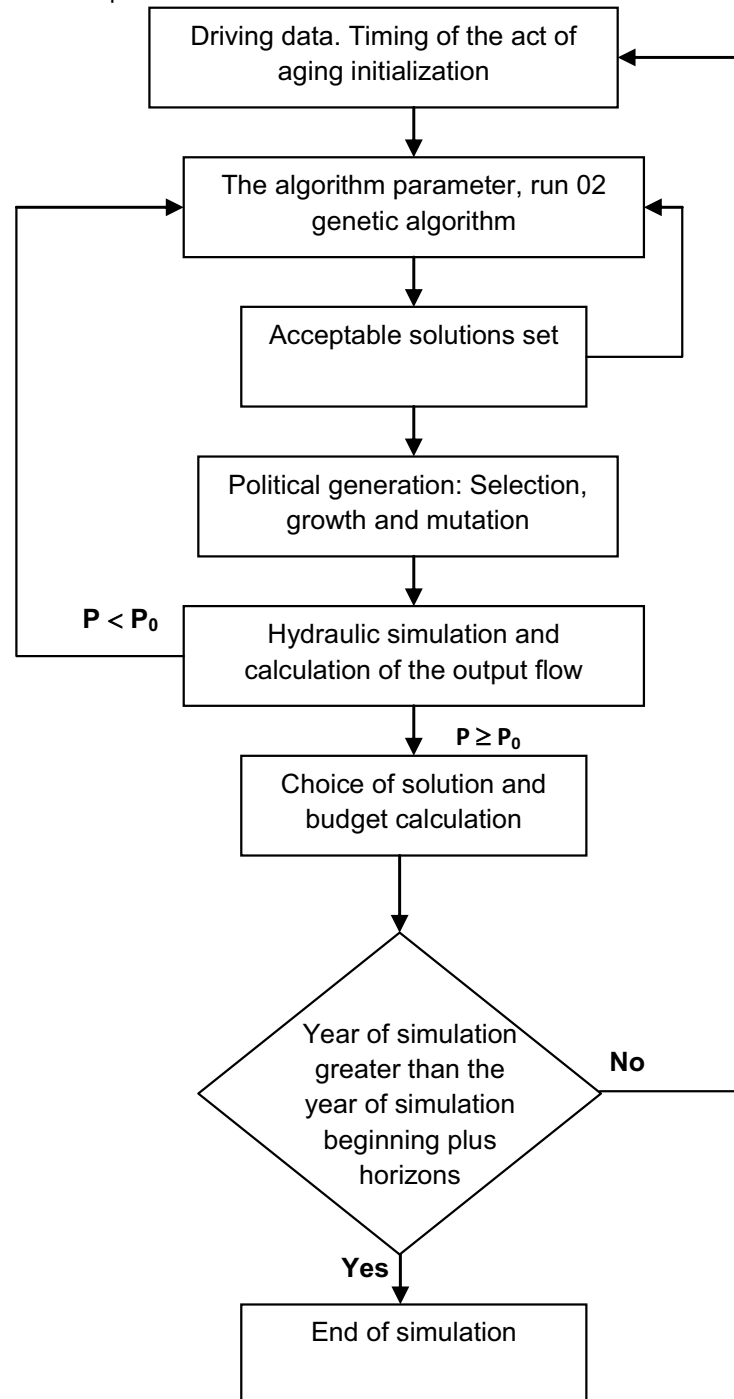 Driving data. Timing of the act of
aging initialization
The algorithm parameter, run 02
genetic algorithm
Acceptable solutions set
Political generation: Selection,
growth and mutation
P < P₀
Hydraulic simulation and
calculation of the output flow
P ≥ P₀
Choice of solution and
budget calculation
Year of simulation
greater than the
year of simulation
beginning plus
horizons
No
Yes
End of simulation